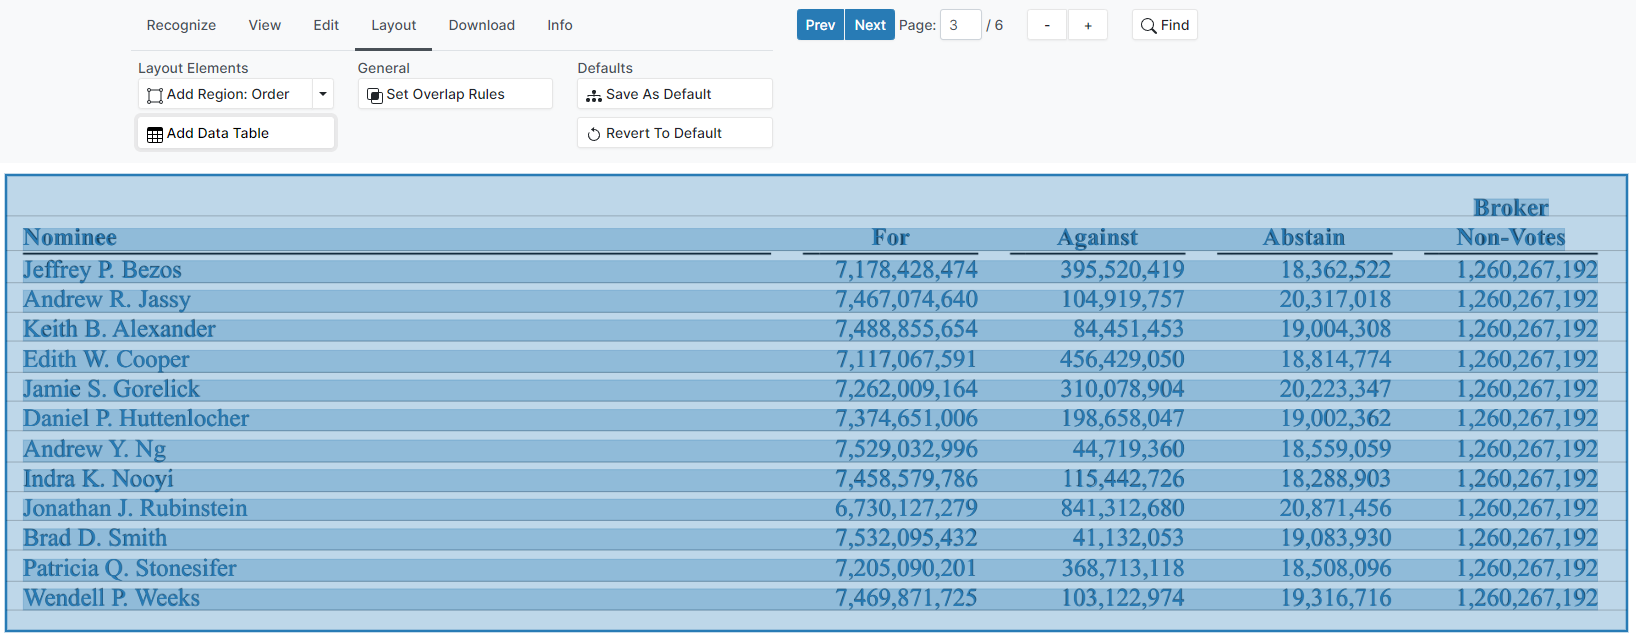 Recognize View Edit Layout Download Info Prev Next Page: 3 / 6 - + Find
Layout Elements General Defaults
Add Region: Order Set Overlap Rules Save As Default
Add Data Table Revert To Default
Broker
Nominee For Against Abstain Non-Votes
Jeffrey P. Bezos 7,178,428,474 395,520,419 18,362,522 1,260,267,192
Andrew R. Jassy 7,467,074,640 104,919,757 20,317,018 1,260,267,192
Keith B. Alexander 7,488,855,654 84,451,453 19,004,308 1,260,267,192
Edith W. Cooper 7,117,067,591 456,429,050 18,814,774 1,260,267,192
Jamie S. Gorelick 7,262,009,164 310,078,904 20,223,347 1,260,267,192
Daniel P. Huttenlocher 7,374,651,006 198,658,047 19,002,362 1,260,267,192
Andrew Y. Ng 7,529,032,996 44,719,360 18,559,059 1,260,267,192
Indra K. Nooyi 7,458,579,786 115,442,726 18,288,903 1,260,267,192
Jonathan J. Rubinstein 6,730,127,279 841,312,680 20,871,456 1,260,267,192
Brad D. Smith 7,532,095,432 41,132,053 19,083,930 1,260,267,192
Patricia Q. Stonesifer 7,205,090,201 368,713,118 18,508,096 1,260,267,192
Wendell P. Weeks 7,469,871,725 103,122,974 19,316,716 1,260,267,192